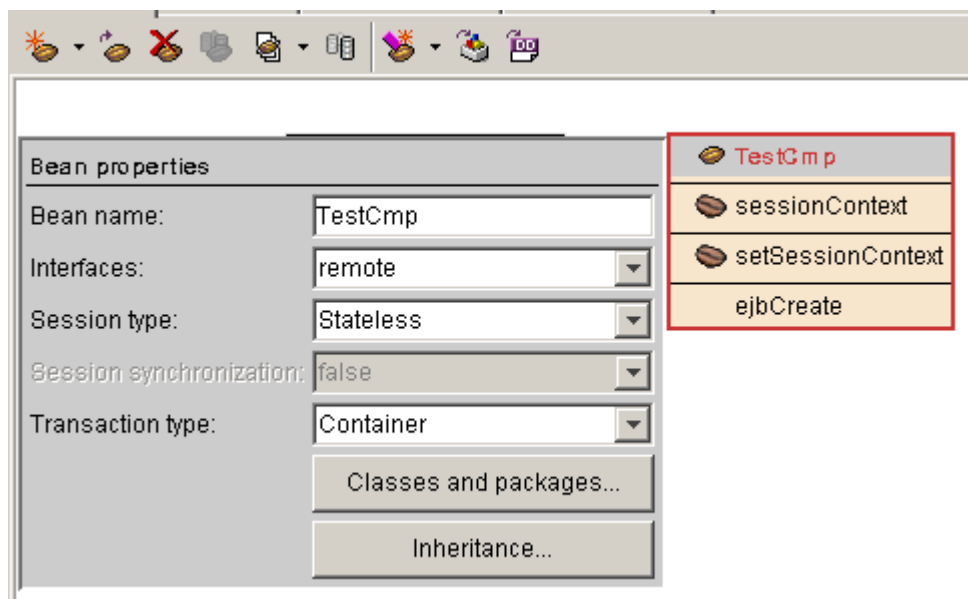 DD
Bean properties
Bean name: TestCmp
Interfaces: remote
Session type: Stateless
Session synchronization: false
Transaction type: Container
Classes and packages...
Inheritance...
TestCmp
sessionContext
setSessionContext
ejbCreate